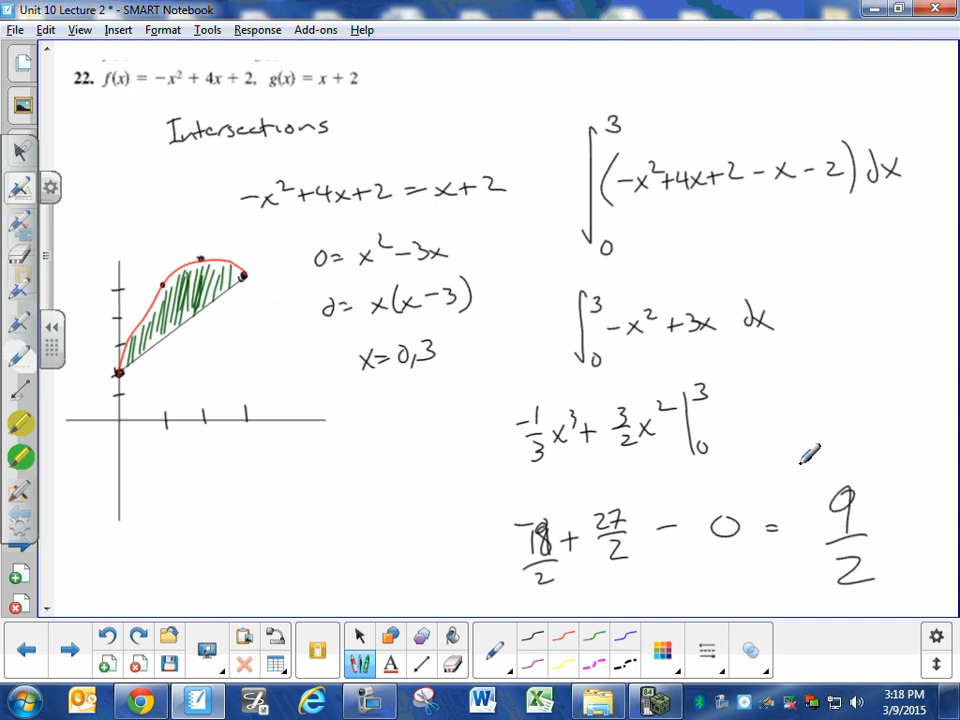 Unit 10 Lecture 2 * - SMART Notebook
File Edit View Insert Format Tools Response Add-ons Help
22. f(x) = −x² + 4x + 2, g(x) = x + 2
Intersections
-x²+4x+2 = x+2
0= x²-3x
0= x(x-3)
x=0,3
∫₀³ (-x²+4x+2-x-2) dx
∫₀³ -x²+3x dx
-1/3 x³ + 3/2 x² |₀³
-18/2 + 27/2 - 0 = 9/2
A
W
X
84
3:18 PM
3/9/2015